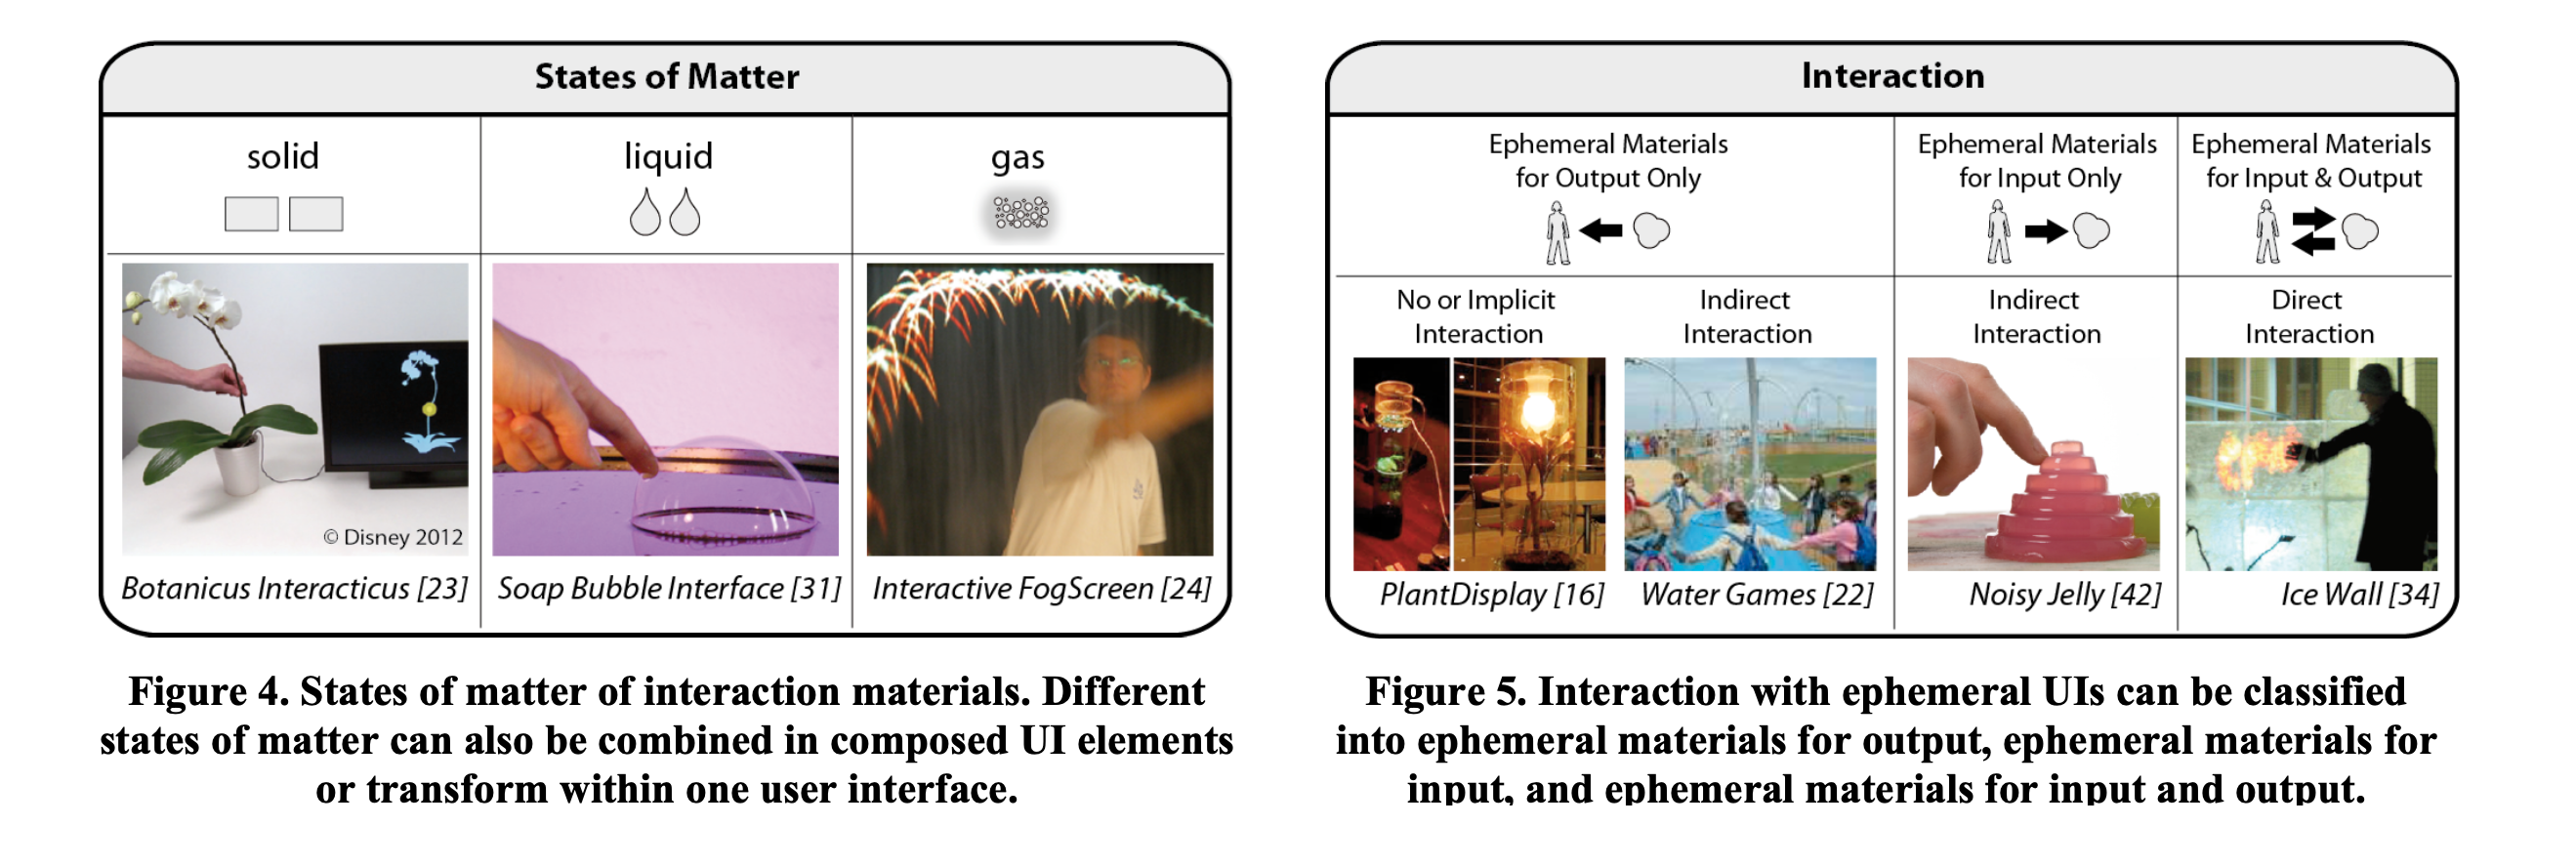 States of Matter
solid
liquid
gas
© Disney 2012
Botanicus Interacticus [23]
Soap Bubble Interface [31]
Interactive FogScreen [24]
Figure 4. States of matter of interaction materials. Different
states of matter can also be combined in composed UI elements
or transform within one user interface.
Interaction
Ephemeral Materials
for Output Only
Ephemeral Materials
for Input Only
Ephemeral Materials
for Input & Output
No or Implicit
Interaction
Indirect
Interaction
Indirect
Interaction
Direct
Interaction
PlantDisplay [16]
Water Games [22]
Noisy Jelly [42]
Ice Wall [34]
Figure 5. Interaction with ephemeral UIs can be classified
into ephemeral materials for output, ephemeral materials for
input, and ephemeral materials for input and output.